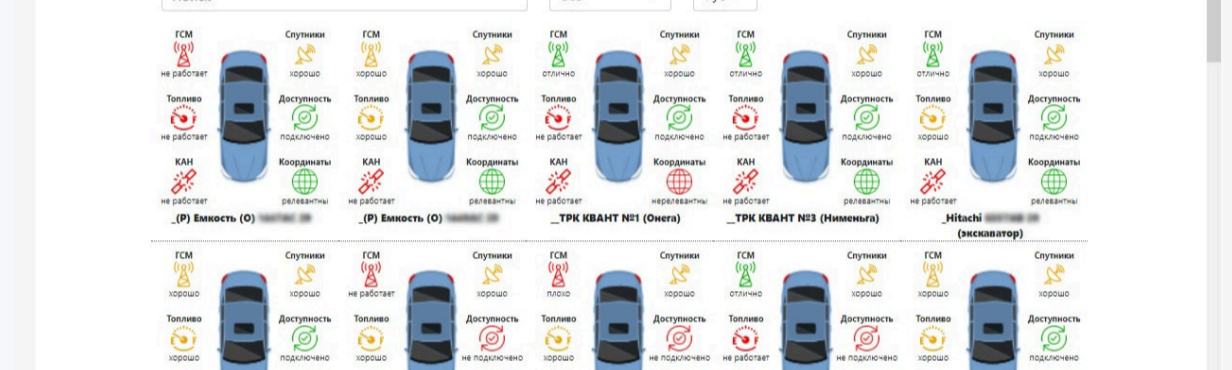 ГСМ Спутники ГСМ Спутники ГСМ Спутники ГСМ Спутники ГСМ Спутники
не работает хорошо хорошо хорошо отлично хорошо отлично хорошо отлично хорошо
Топливо Доступность Топливо Доступность Топливо Доступность Топливо Доступность Топливо Доступность
не работает подключено хорошо подключено не работает подключено не работает подключено хорошо подключено
КАН Координаты КАН Координаты КАН Координаты КАН Координаты КАН Координаты
не работает релевантны не работает релевантны не работает нерелевантны не работает релевантны не работает релевантны
_(Р) Емкость (О) _(Р) Емкость (О) __ТРК КВАНТ №1 (Онега) __ТРК КВАНТ №3 (Нименьга) _Hitachi
(экскаватор)
ГСМ Спутники ГСМ Спутники ГСМ Спутники ГСМ Спутники ГСМ Спутники
хорошо хорошо не работает хорошо плохо хорошо отлично хорошо хорошо хорошо
Топливо Доступность Топливо Доступность Топливо Доступность Топливо Доступность Топливо Доступность
хорошо подключено хорошо не подключено хорошо не подключено не работает не подключено хорошо подключено